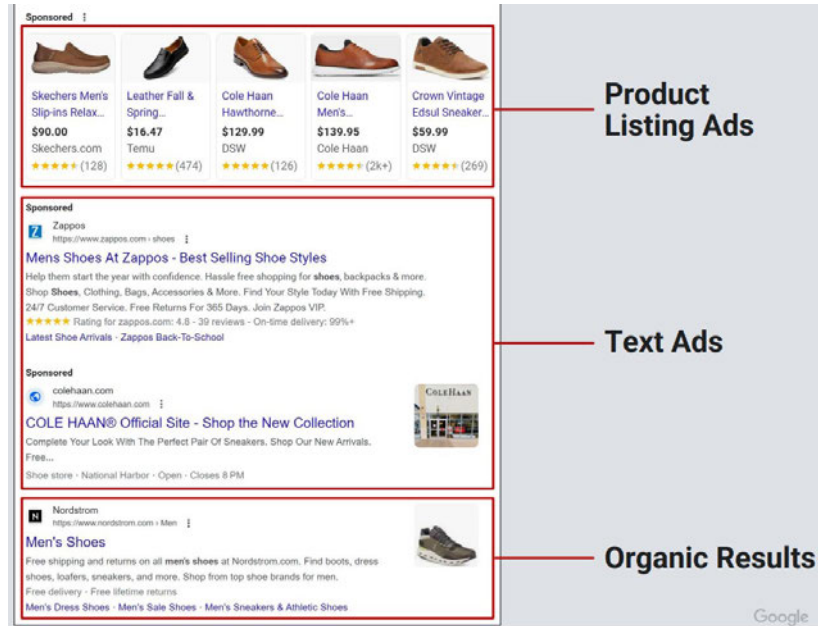 Sponsored
Skechers Men's
Slip-ins Relax...
$90.00
Skechers.com
(128)
Leather Fall &
Spring...
$16.47
Temu
(474)
Cole Haan
Hawthorne...
$129.99
DSW
(126)
Cole Haan
Men's...
$139.95
Cole Haan
(2k+)
Crown Vintage
Edsul Sneaker...
$59.99
DSW
(269)
Product
Listing Ads
Sponsored
Z
Zappos
https://www.zappos.com › shoes
Mens Shoes At Zappos - Best Selling Shoe Styles
Help them start the year with confidence. Hassle free shopping for shoes, backpacks & more.
Shop Shoes, Clothing, Bags, Accessories & More. Find Your Style Today With Free Shipping.
24/7 Customer Service. Free Returns For 365 Days. Join Zappos VIP.
Rating for zappos.com: 4.8 - 39 reviews - On-time delivery: 99%+
Latest Shoe Arrivals · Zappos Back-To-School
Text Ads
Sponsored
colehaan.com
https://www.colehaan.com
COLE HAAN® Official Site - Shop the New Collection
Complete Your Look With The Perfect Pair Of Sneakers. Shop Our New Arrivals.
Free...
Shoe store · National Harbor · Open · Closes 8 PM
COLE HAAN
N
Nordstrom
https://www.nordstrom.com › Men
Men's Shoes
Free shipping and returns on all men's shoes at Nordstrom.com. Find boots, dress
shoes, loafers, sneakers, and more. Shop from top shoe brands for men.
Free delivery · Free lifetime returns
Men's Dress Shoes · Men's Sale Shoes · Men's Sneakers & Athletic Shoes
Organic Results
Google